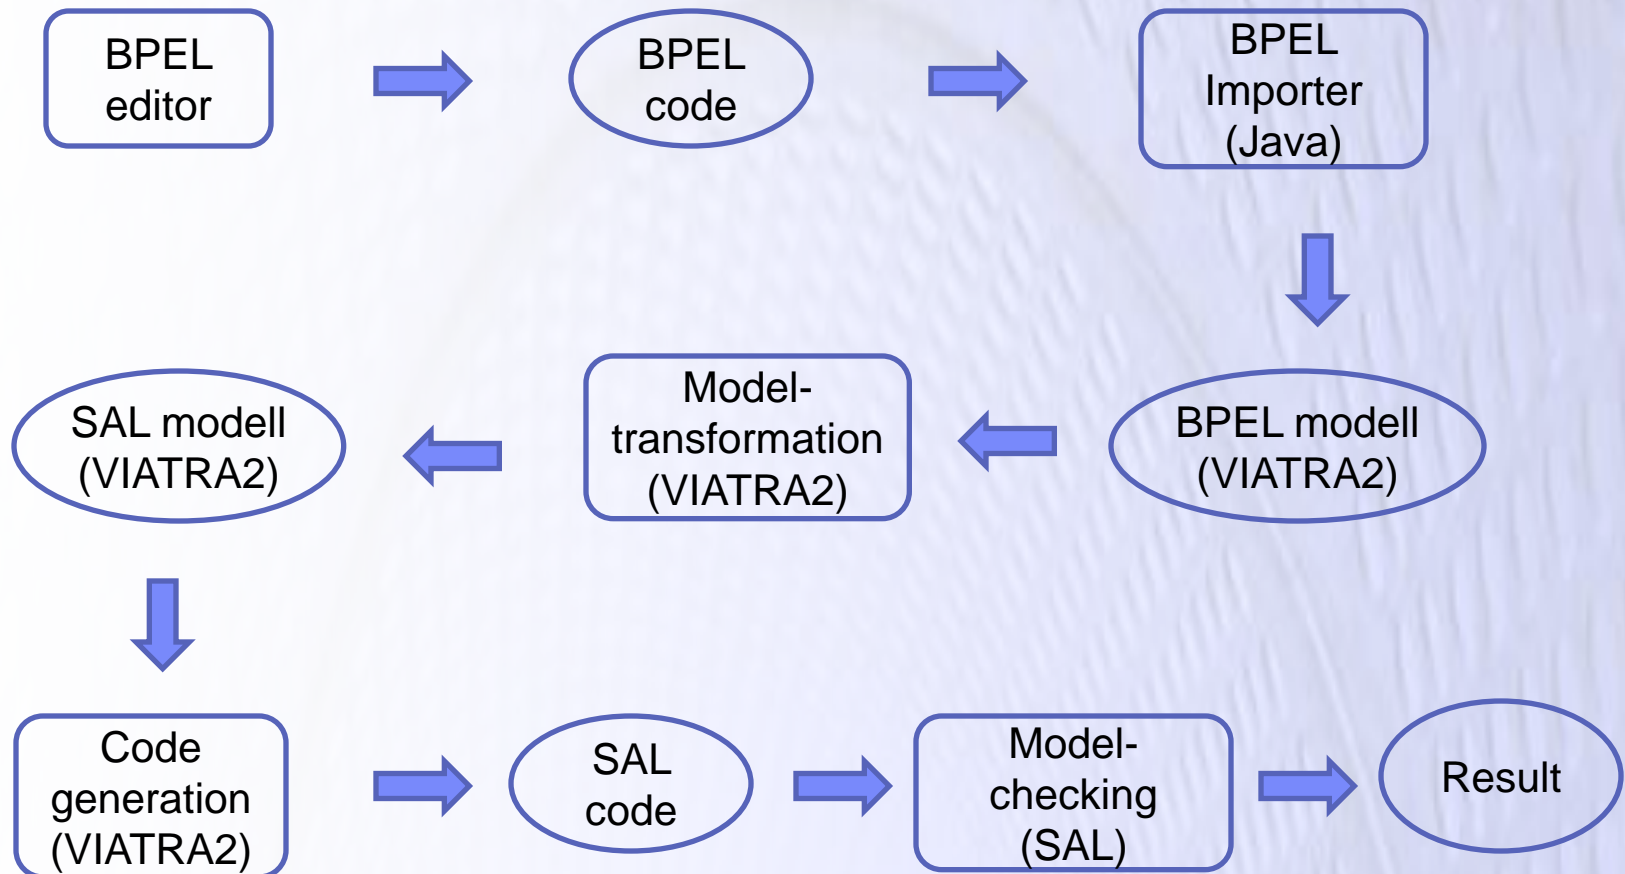 BPEL
editor
BPEL
code
BPEL
Importer
(Java)
SAL modell
(VIATRA2)
Model-
transformation
(VIATRA2)
BPEL modell
(VIATRA2)
Code
generation
(VIATRA2)
SAL
code
Model-
checking
(SAL)
Result